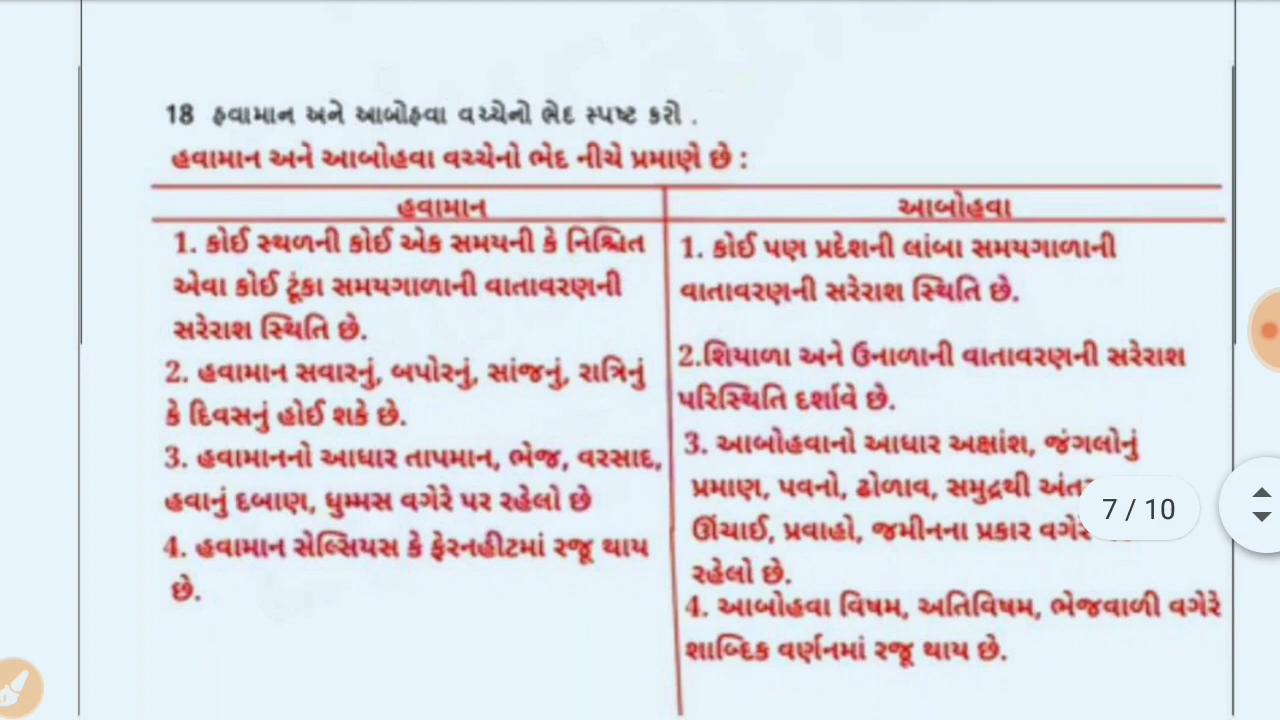 18 હવામાન અને આબોહવા વચ્ચેનો ભેદ સ્પષ્ટ કરો .
હવામાન અને આબોહવા વચ્ચેનો ભેદ નીચે પ્રમાણે છે :
હવામાન
1. કોઈ સ્થળની કોઈ એક સમયની કે નિશ્ચિત
એવા કોઈ ટૂંકા સમયગાળાની વાતાવરણની
સરેરાશ સ્થિતિ છે.
2. હવામાન સવારનું, બપોરનું, સાંજનું, રાત્રિનું
કે દિવસનું હોઈ શકે છે.
3. હવામાનનો આધાર તાપમાન, ભેજ, વરસાદ,
હવાનું દબાણ, ધુમ્મસ વગેરે પર રહેલો છે
4. હવામાન સેલ્સિયસ કે ફેરનહીટમાં રજૂ થાય
છે.
આબોહવા
1. કોઈ પણ પ્રદેશની લાંબા સમયગાળાની
વાતાવરણની સરેરાશ સ્થિતિ છે.
2.શિયાળા અને ઉનાળાની વાતાવરણની સરેરાશ
પરિસ્થિતિ દર્શાવે છે.
3. આબોહવાનો આધાર અક્ષાંશ, જંગલોનું
પ્રમાણ, પવનો, ઢોળાવ, સમુદ્રથી
ઊંચાઈ, પ્રવાહો, જમીનના પ્રકાર
રહેલો છે.
4. આબોહવા વિષમ, અતિવિષમ, ભેજવાળી વગેરે
શાબ્દિક વર્ણનમાં રજૂ થાય છે.
7 / 10